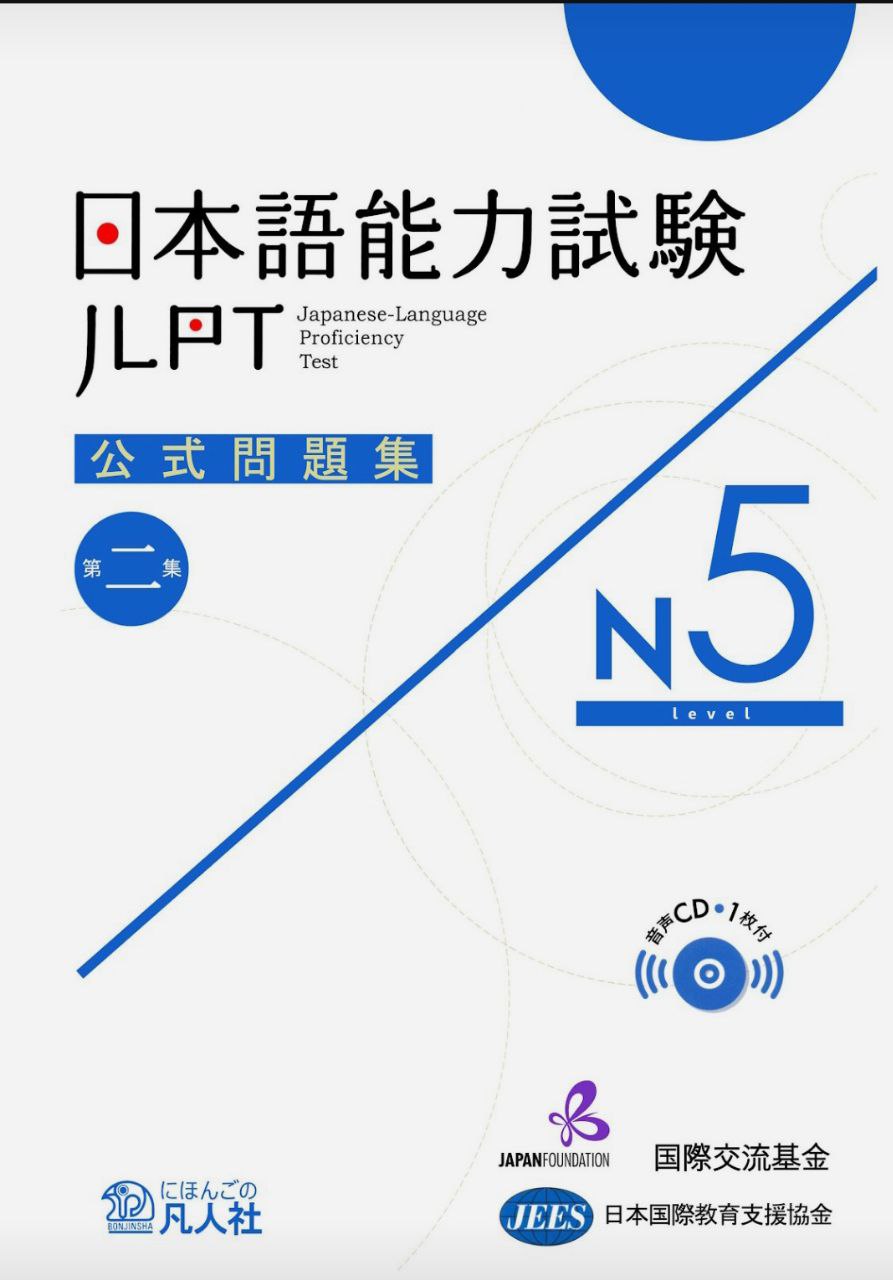 日本語能力試験
JLPT
Japanese-Language
Proficiency
Test
公式問題集
第二集
N5
level
音声CD・1枚付
JAPANFOUNDATION
国際交流基金
にほんごの
凡人社
BONJINSHA
JEES
日本国際教育支援協会